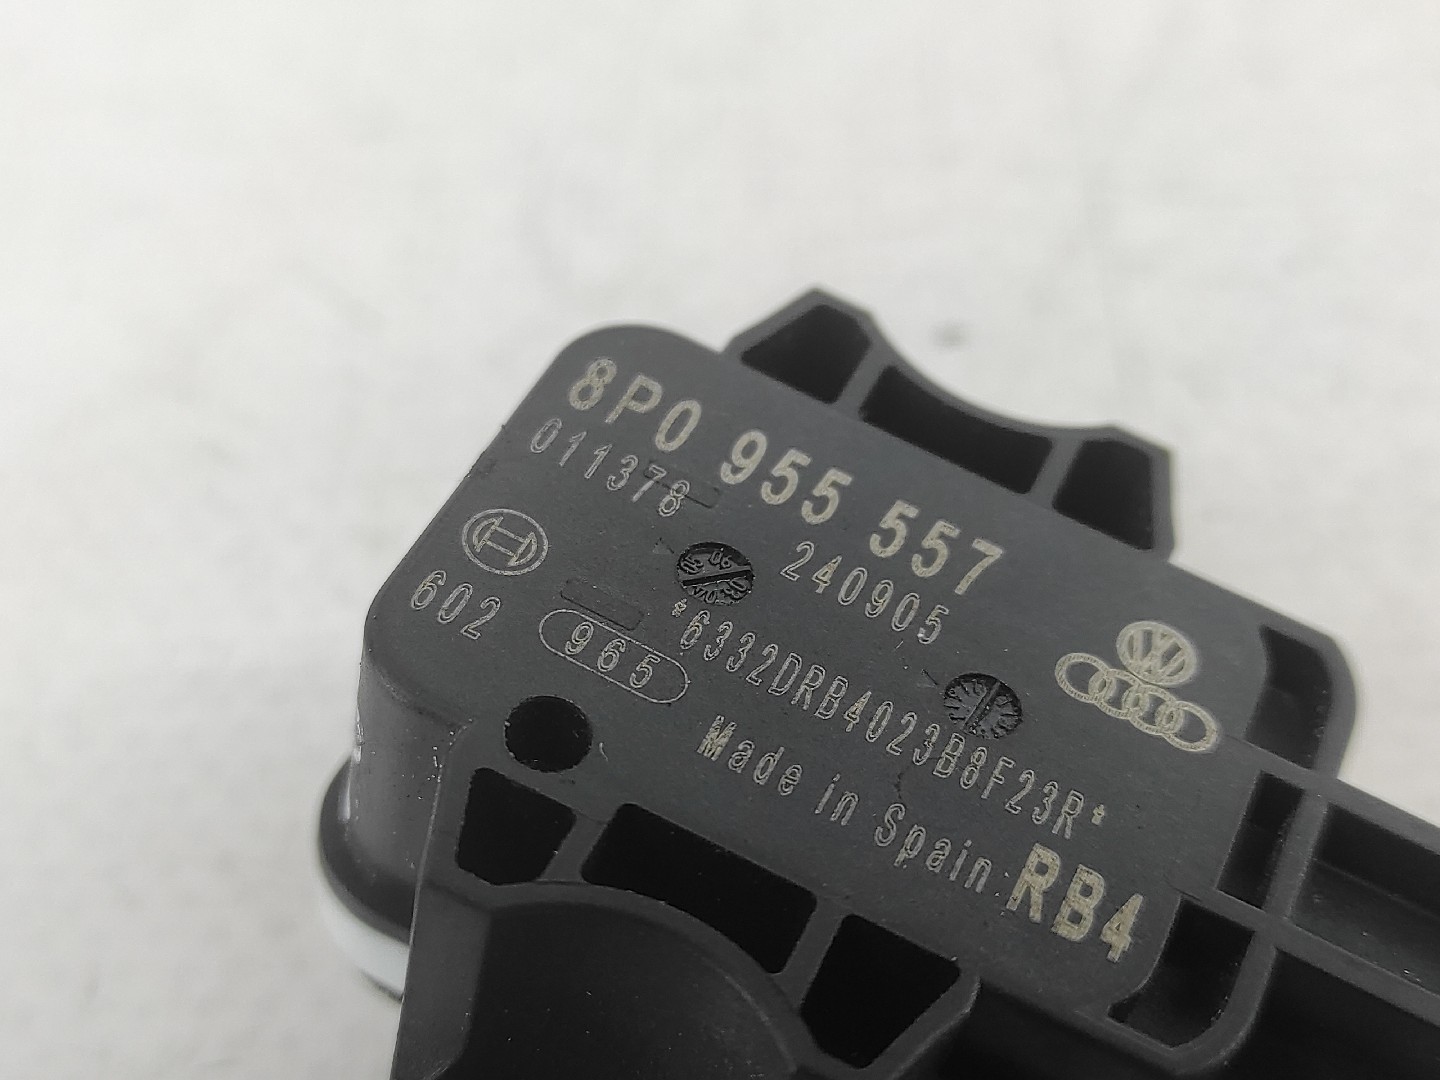 8P0 955 557
011378
240905
602
965
*6332DRB4023B8F23R*
Made in Spain
RB4